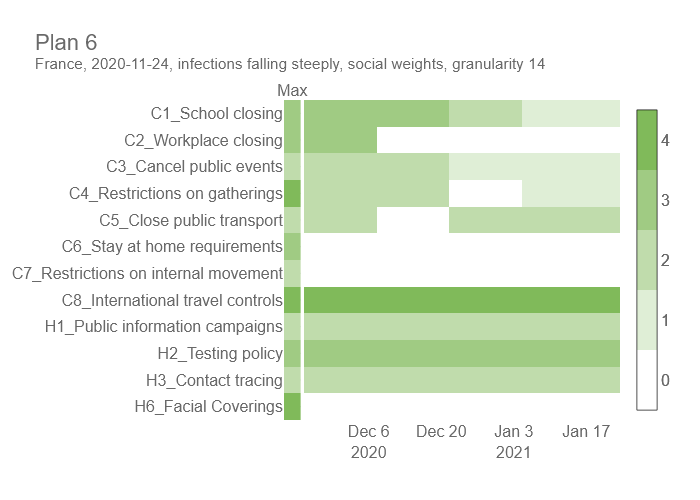 Plan 6
France, 2020-11-24, infections falling steeply, social weights, granularity 14
Max
C1_School closing
C2_Workplace closing
C3_Cancel public events
C4_Restrictions on gatherings
C5_Close public transport
C6_Stay at home requirements
C7_Restrictions on internal movement
C8_International travel controls
H1_Public information campaigns
H2_Testing policy
H3_Contact tracing
H6_Facial Coverings
4
3
2
1
0
Dec 6 Dec 20 Jan 3 Jan 17
2020 2021